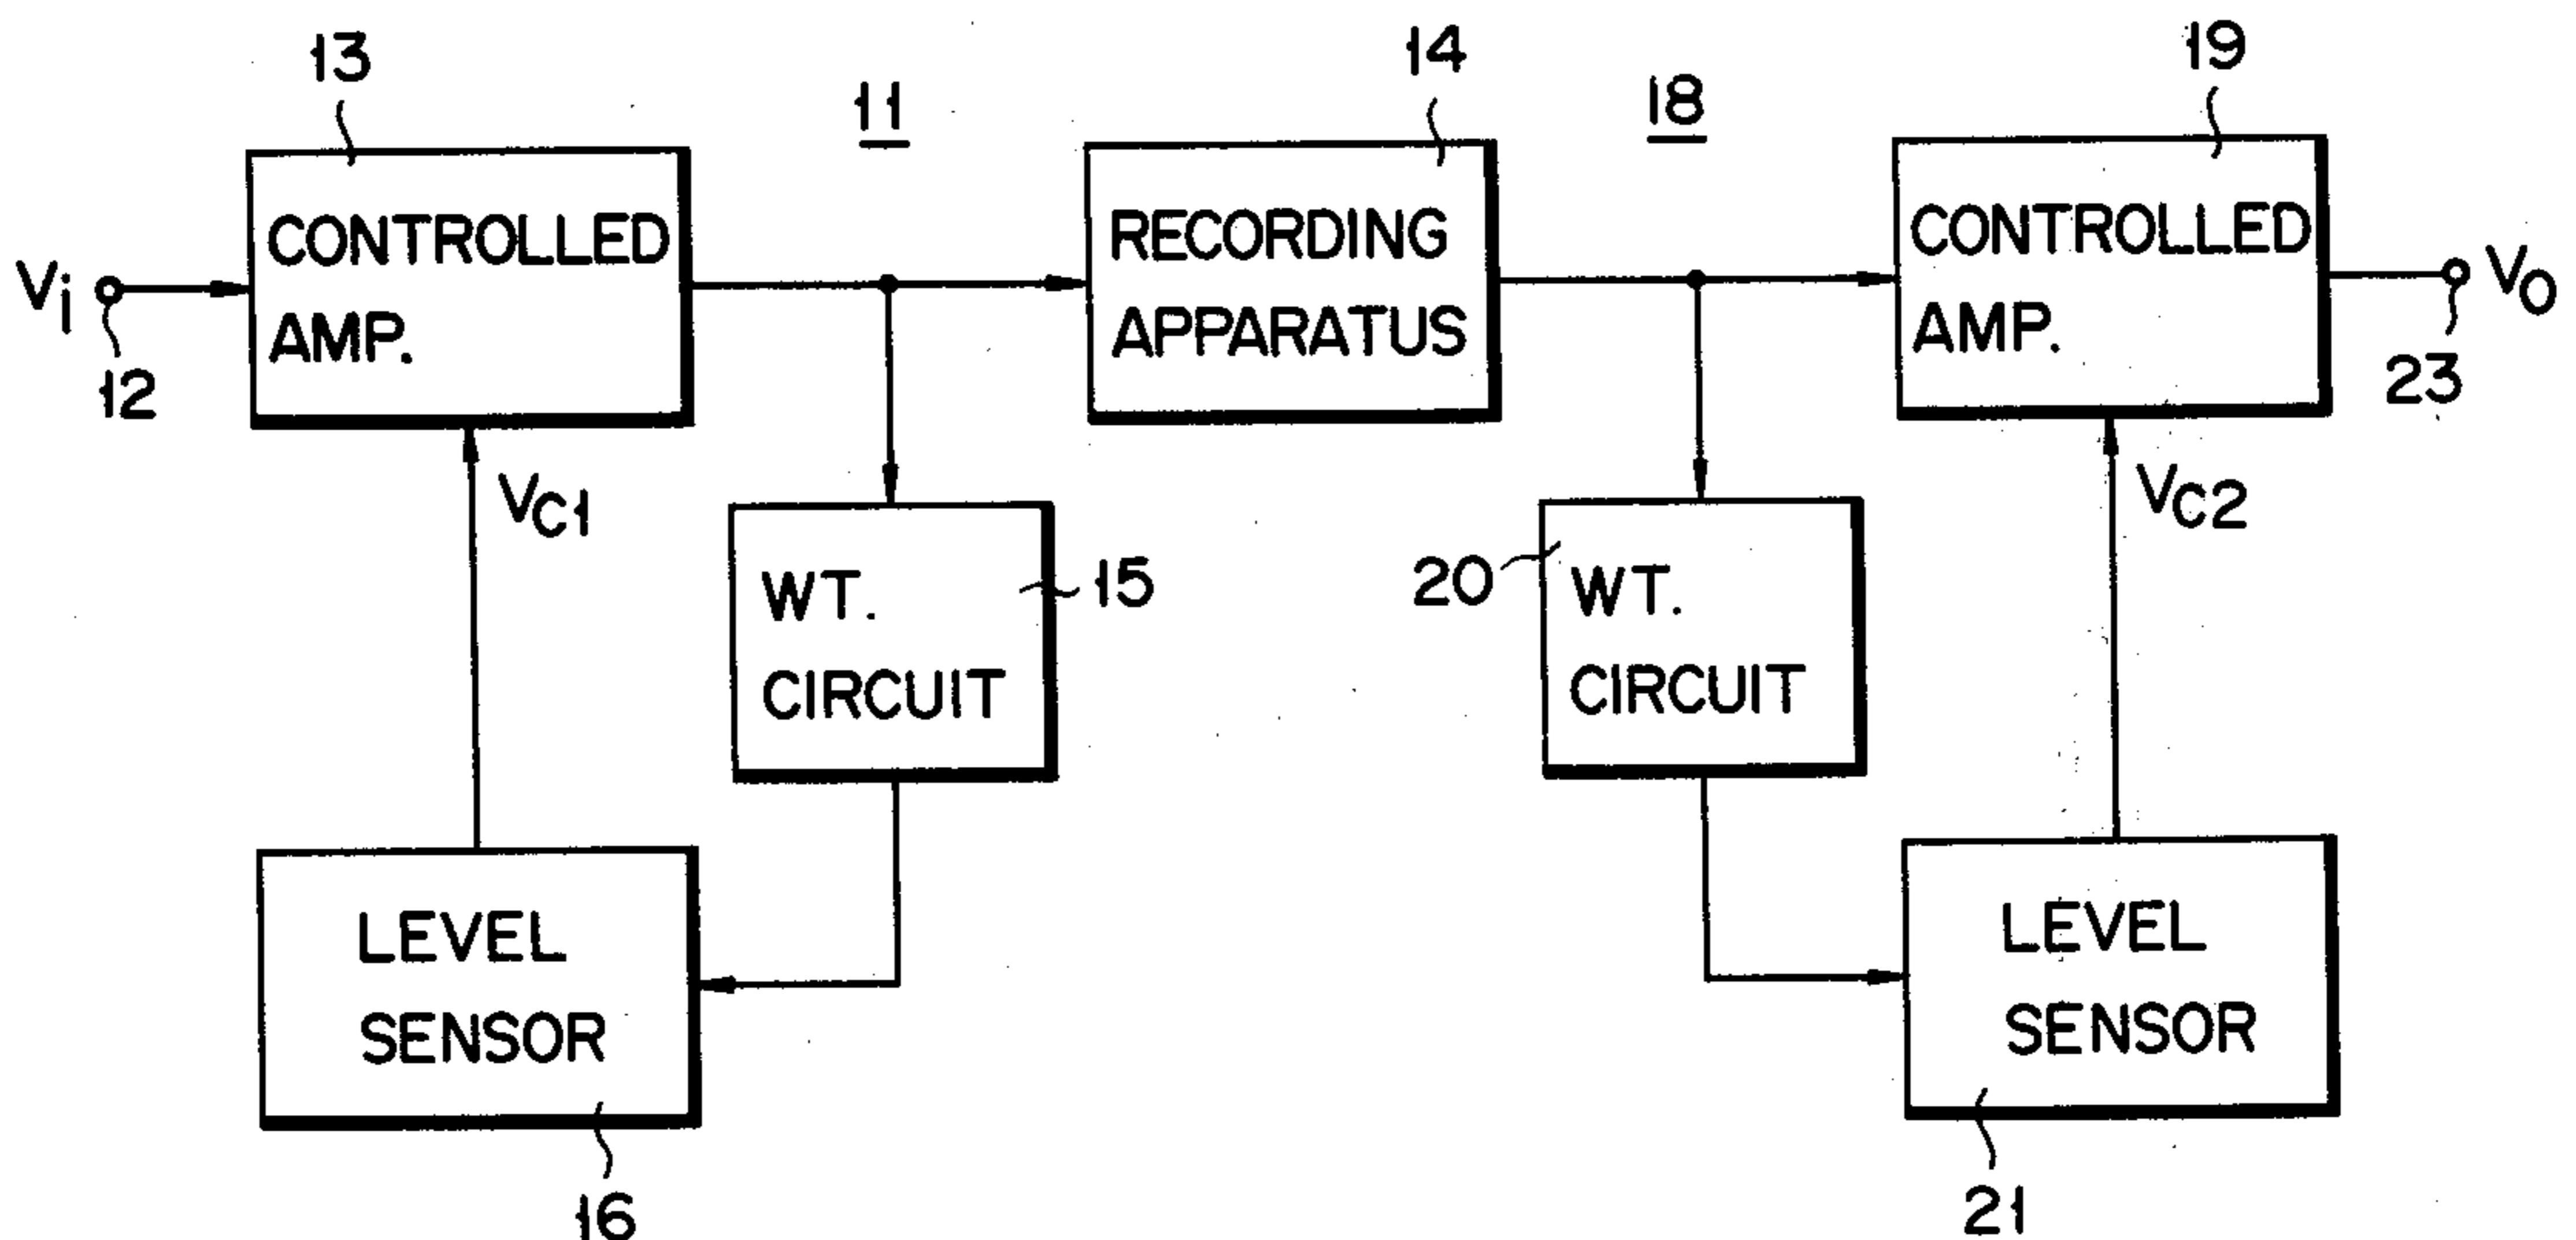 13
11
14
18
19
Vi
12
CONTROLLED
AMP.
RECORDING
APPARATUS
CONTROLLED
AMP.
VO
23
VC1
VC2
WT.
CIRCUIT
15
20
WT.
CIRCUIT
LEVEL
SENSOR
16
LEVEL
SENSOR
21